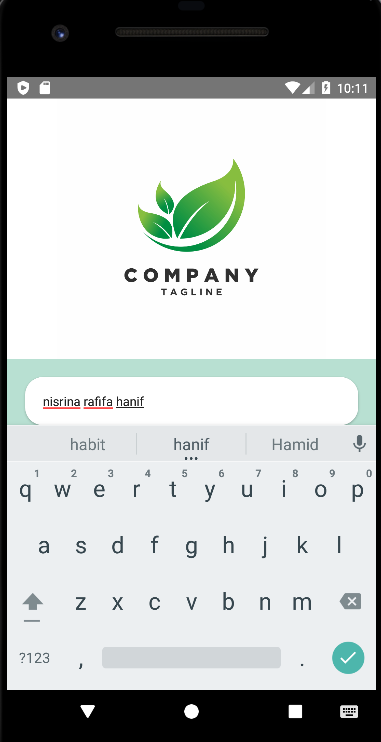 10:11
COMPANY
TAGLINE
nisrina rafifa hanif
habit hanif Hamid
1 2 3 4 5 6 7 8 9 0
q w e r t y u i o p
a s d f g h j k l
z x c v b n m
?123 , .